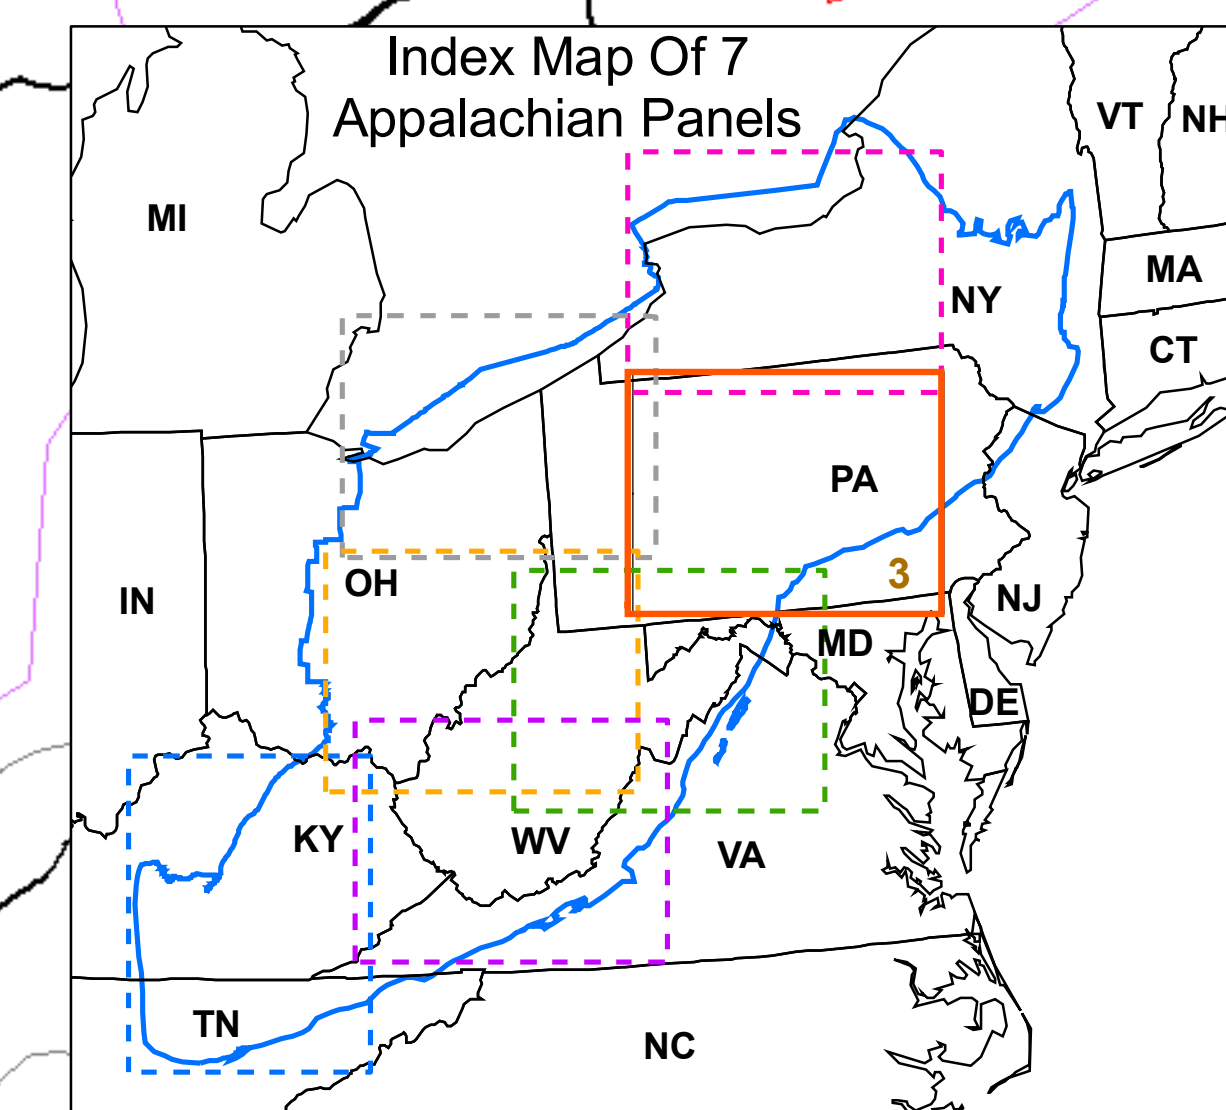 Index Map Of 7
Appalachian Panels
VT
NH
MI
MA
NY
CT
PA
3
OH
IN
NJ
MD
DE
KY
WV
VA
TN
NC